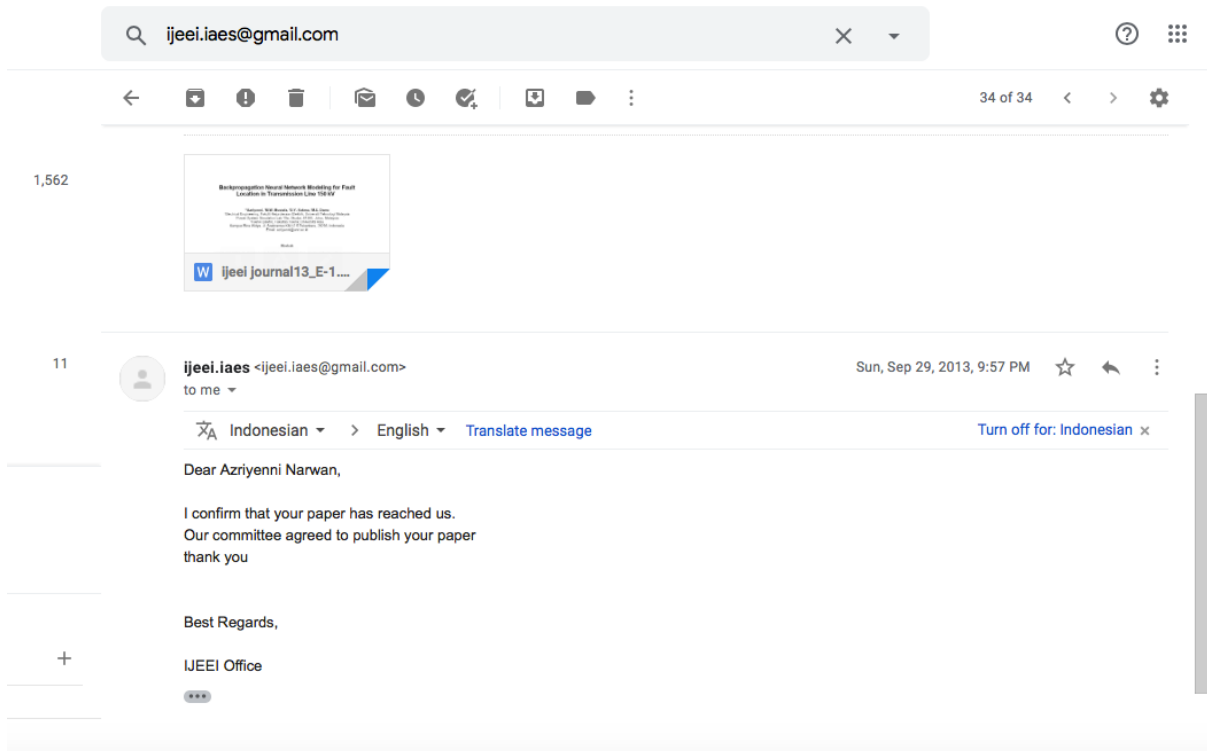 ijeei.iaes@gmail.com
34 of 34
1,562
Backpropagation Neural Network Modeling for Fault
Location in Transmission Line 150 kV
W ijeei journal13_E-1....
11
ijeei.iaes <ijeei.iaes@gmail.com>
Sun, Sep 29, 2013, 9:57 PM
to me
Indonesian > English Translate message
Turn off for: Indonesian ×
Dear Azriyenni Narwan,
I confirm that your paper has reached us.
Our committee agreed to publish your paper
thank you
Best Regards,
IJEEI Office